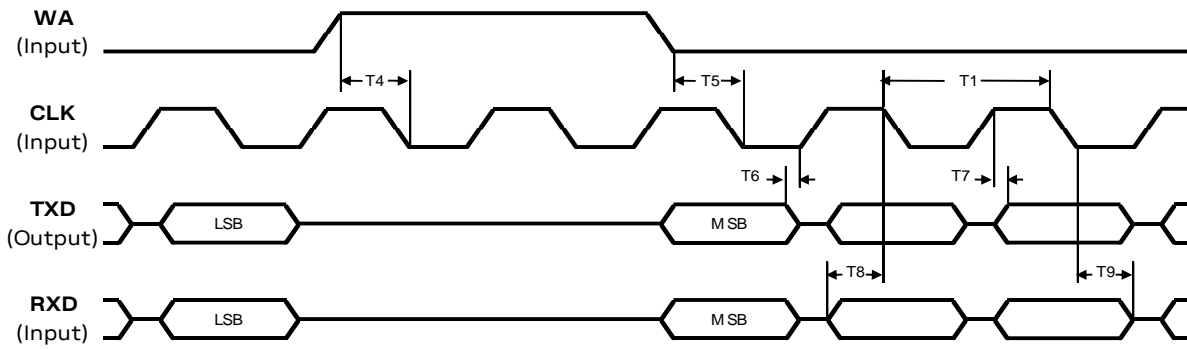 WA
(Input)
T4
T5
T1
CLK
(Input)
T6
T7
TXD
(Output)
LSB
MSB
T8
T9
RXD
(Input)
LSB
MSB